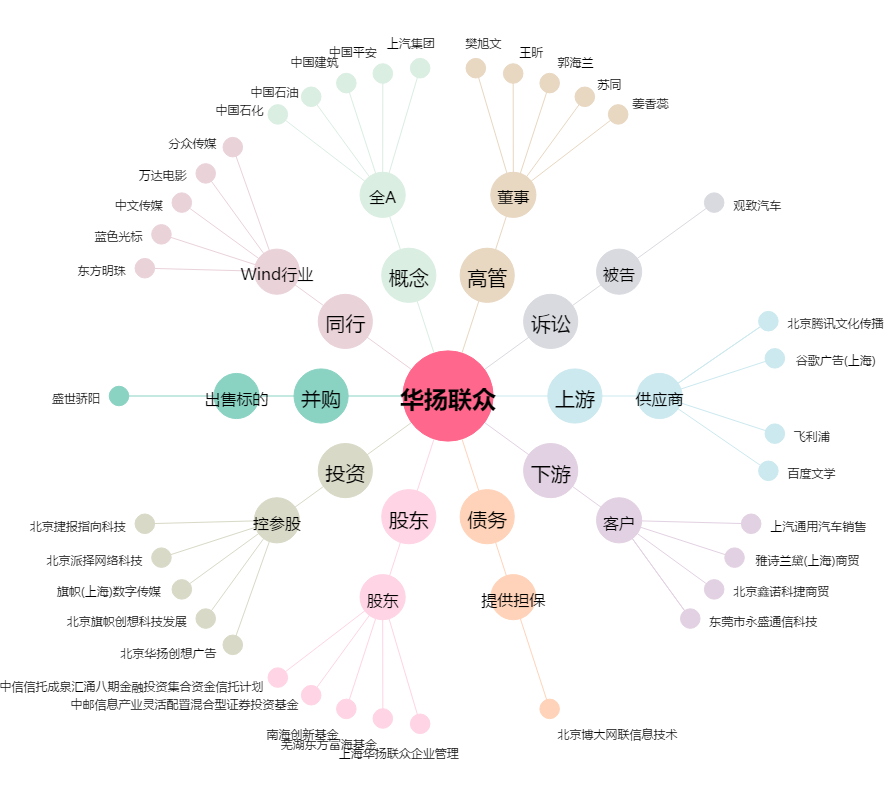 上汽集团
中国平安
中国建筑
中国石油
中国石化
樊旭文
王昕
郭海兰
苏同
姜香蕊
分众传媒
万达电影
中文传媒
蓝色光标
东方明珠
全A
董事
观致汽车
Wind行业
概念
高管
被告
同行
诉讼
北京腾讯文化传播
谷歌广告(上海)
盛世骄阳
出售标的
并购
华扬联众
上游
供应商
飞利浦
百度文学
投资
下游
北京捷报指向科技
控参股
股东
债务
客户
上汽通用汽车销售
北京派择网络科技
雅诗兰黛(上海)商贸
旗帜(上海)数字传媒
北京鑫诺科捷商贸
北京旗帜创想科技发展
东莞市永盛通信科技
北京华扬创想广告
股东
提供担保
中信信托成泉汇涌八期金融投资集合资金信托计划
中邮信息产业灵活配置混合型证券投资基金
南海创新基金
芜湖东方富海基金
上海华扬联众企业管理
北京博大网联信息技术